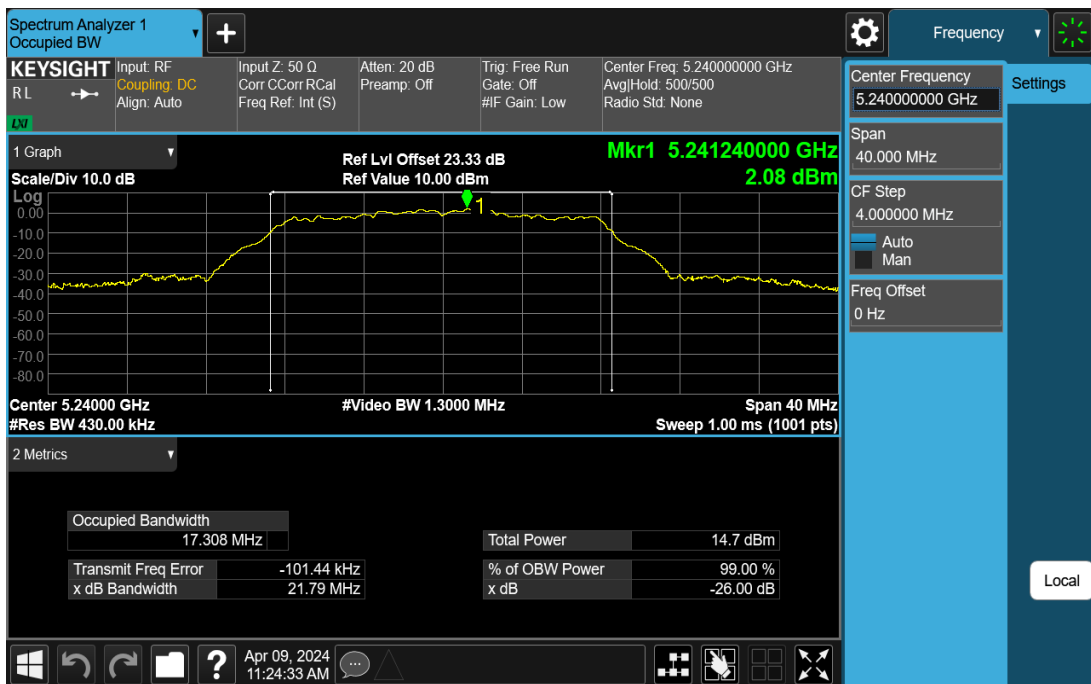 Spectrum Analyzer 1
Occupied BW
+
Frequency
KEYSIGHT
R L
LXI
Input: RF
Coupling: DC
Align: Auto
Input Z: 50 Ω
Corr CCorr RCal
Freq Ref: Int (S)
Atten: 20 dB
Preamp: Off
Trig: Free Run
Gate: Off
#IF Gain: Low
Center Freq: 5.240000000 GHz
Avg|Hold: 500/500
Radio Std: None
Center Frequency
5.240000000 GHz
Settings
Span
40.000 MHz
CF Step
4.000000 MHz
Auto
Man
Freq Offset
0 Hz
Local
1 Graph
Scale/Div 10.0 dB
Ref Lvl Offset 23.33 dB
Ref Value 10.00 dBm
Mkr1 5.241240000 GHz
2.08 dBm
Log
1
0.00
-10.0
-20.0
-30.0
-40.0
-50.0
-60.0
-70.0
-80.0
Center 5.24000 GHz
#Video BW 1.3000 MHz
Span 40 MHz
#Res BW 430.00 kHz
Sweep 1.00 ms (1001 pts)
2 Metrics
Occupied Bandwidth
17.308 MHz
Total Power 14.7 dBm
Transmit Freq Error -101.44 kHz
% of OBW Power 99.00 %
x dB Bandwidth 21.79 MHz
x dB -26.00 dB
?
Apr 09, 2024
11:24:33 AM